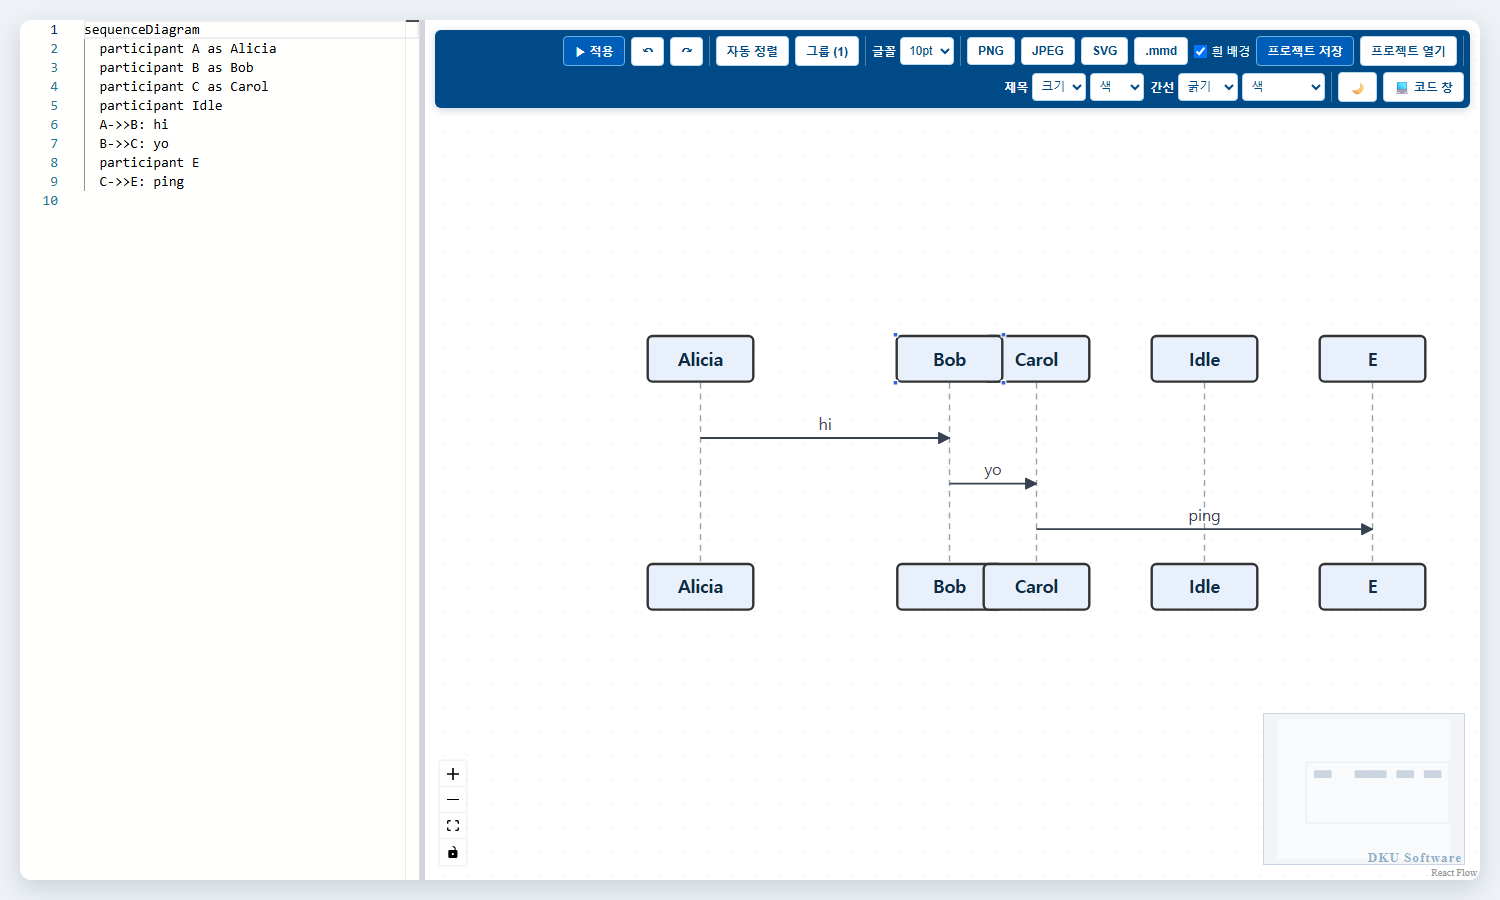 1 sequenceDiagram
2 participant A as Alicia
3 participant B as Bob
4 participant C as Carol
5 participant Idle
6 A->>B: hi
7 B->>C: yo
8 participant E
9 C->>E: ping
10
▶ 적용 자동 정렬 그룹 (1) 글꼴 10pt PNG JPEG SVG .mmd 흰 배경 프로젝트 저장 프로젝트 열기
제목 크기 색 간선 굵기 색 코드 창
Alicia Bob Carol Idle E
hi
yo
ping
Alicia Bob Carol Idle E
DKU Software
React Flow